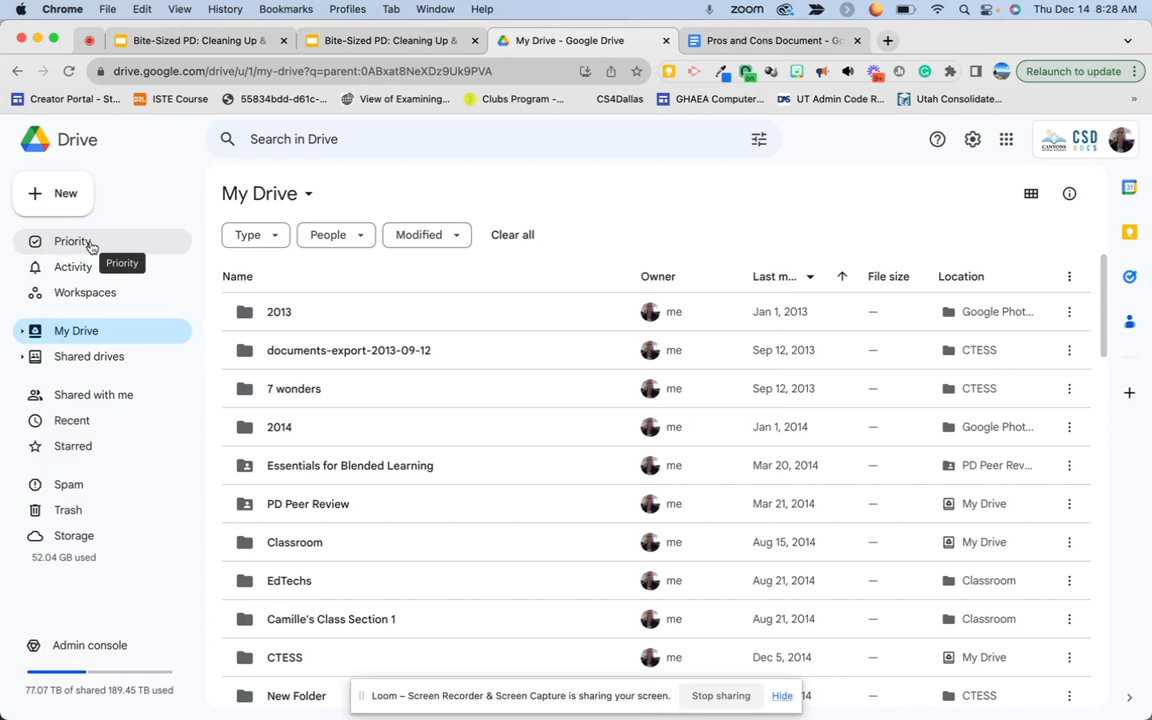 Chrome File Edit View History Bookmarks Profiles Tab Window Help zoom Thu Dec 14 8:28 AM
Bite-Sized PD: Cleaning Up & Bite-Sized PD: Cleaning Up & My Drive - Google Drive Pros and Cons Document - Go
drive.google.com/drive/u/1/my-drive?q=parent:0ABxat8NeXDz9Uk9PVA 9+ Relaunch to update
Creator Portal - St... ISTE Course 55834bdd-d61c-... View of Examining... Clubs Program -... CS4Dallas GHAEA Computer... UT Admin Code R... Utah Consolidate...
Drive
Search in Drive
CANYONS CSD DOCS
New
Priority
Priority
Activity
Workspaces
My Drive
Shared drives
Shared with me
Recent
Starred
Spam
Trash
Storage
52.04 GB used
Admin console
77.07 TB of shared 189.45 TB used
My Drive
Type People Modified Clear all
Name Owner Last m... File size Location
2013 me Jan 1, 2013 — Google Phot...
documents-export-2013-09-12 me Sep 12, 2013 — CTESS
7 wonders me Sep 12, 2013 — CTESS
2014 me Jan 1, 2014 — Google Phot...
Essentials for Blended Learning me Mar 20, 2014 — PD Peer Rev...
PD Peer Review me Mar 21, 2014 — My Drive
Classroom me Aug 15, 2014 — My Drive
EdTechs me Aug 21, 2014 — Classroom
Camille's Class Section 1 me Aug 21, 2014 — Classroom
CTESS me Dec 5, 2014 — My Drive
New Folder 14 — CTESS
Loom – Screen Recorder & Screen Capture is sharing your screen. Stop sharing Hide
31